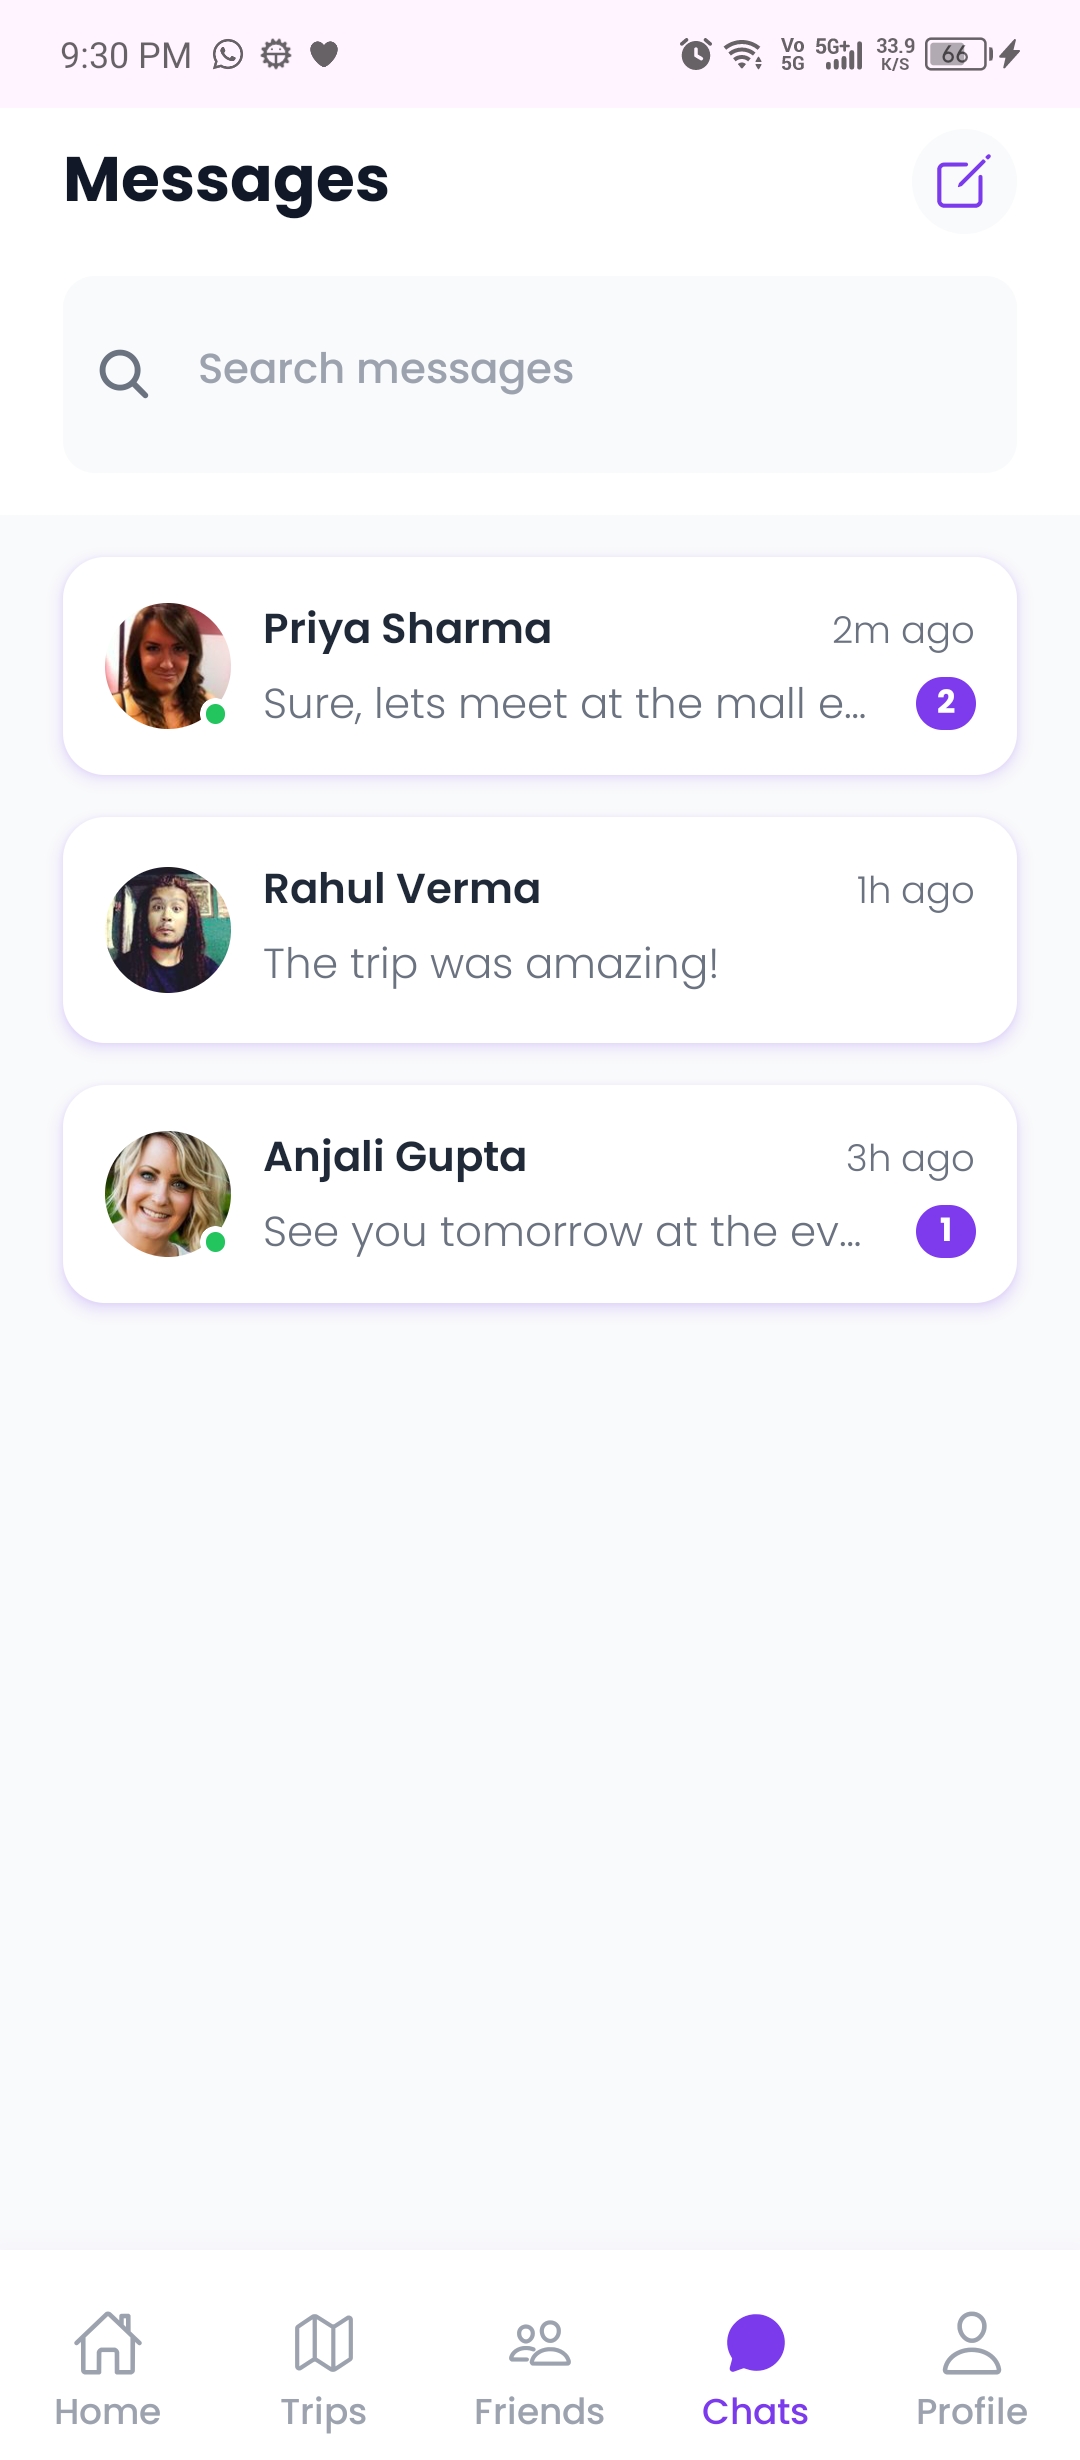 9:30 PM Vo 5G 5G+ 33.9 K/S 66
Messages
Search messages
Priya Sharma 2m ago
Sure, lets meet at the mall e... 2
Rahul Verma 1h ago
The trip was amazing!
Anjali Gupta 3h ago
See you tomorrow at the ev... 1
Home Trips Friends Chats Profile